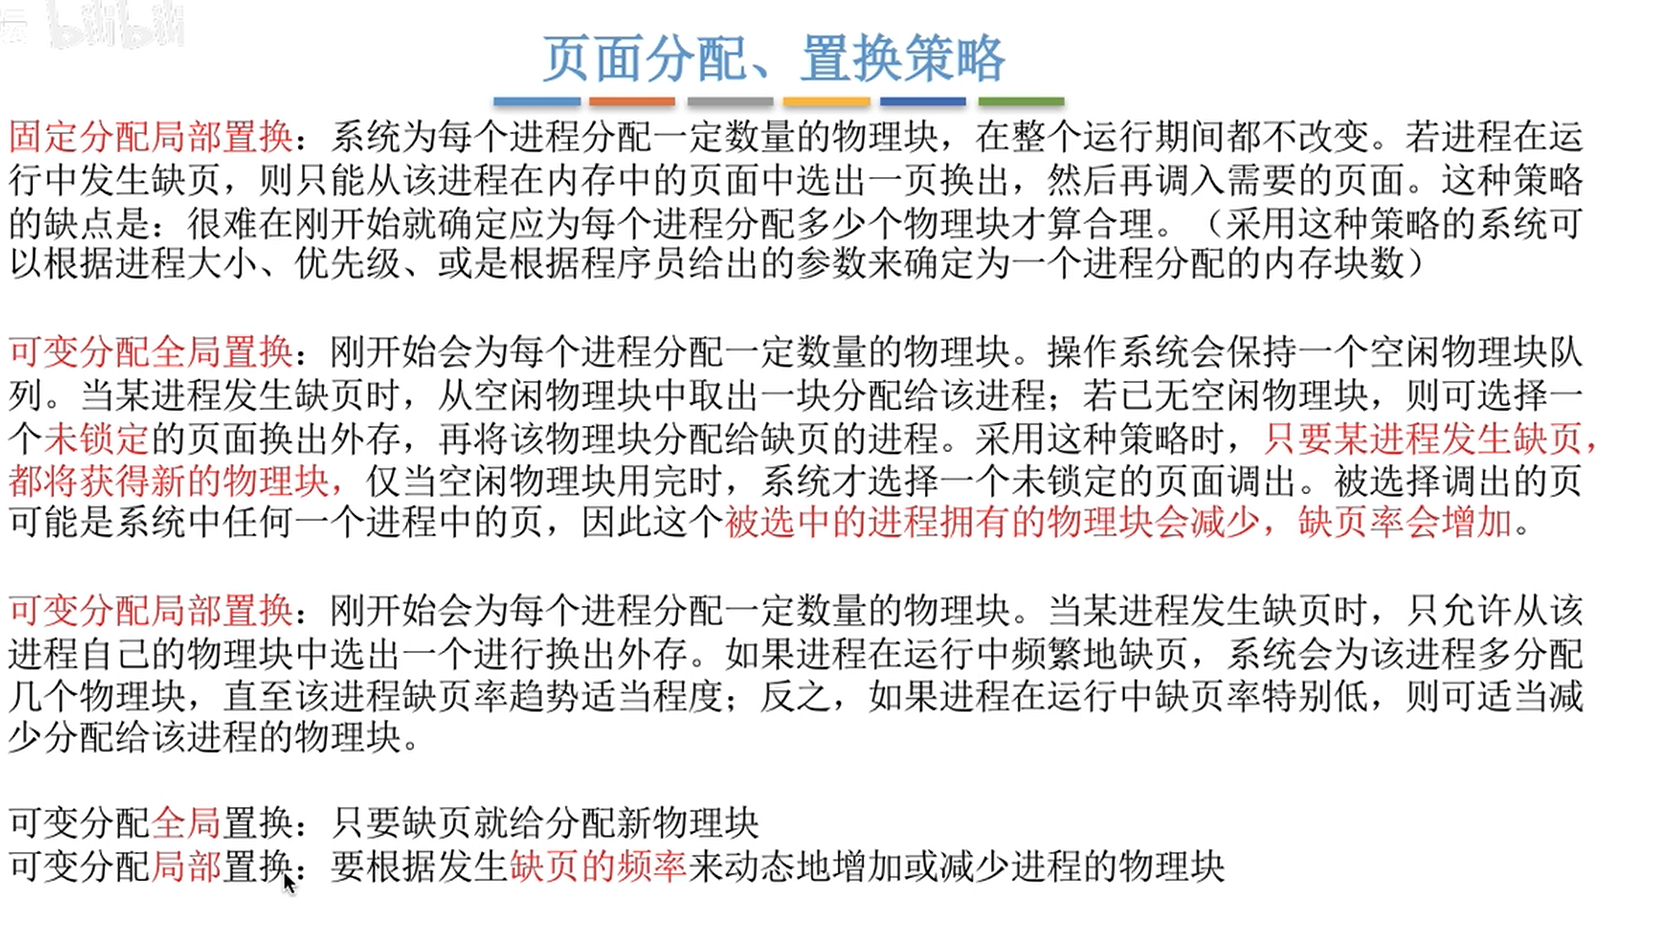 坛 bilibili
页面分配、置换策略
固定分配局部置换：系统为每个进程分配一定数量的物理块，在整个运行期间都不改变。若进程在运
行中发生缺页，则只能从该进程在内存中的页面中选出一页换出，然后再调入需要的页面。这种策略
的缺点是：很难在刚开始就确定应为每个进程分配多少个物理块才算合理。（采用这种策略的系统可
以根据进程大小、优先级、或是根据程序员给出的参数来确定为一个进程分配的内存块数）
可变分配全局置换：刚开始会为每个进程分配一定数量的物理块。操作系统会保持一个空闲物理块队
列。当某进程发生缺页时，从空闲物理块中取出一块分配给该进程；若已无空闲物理块，则可选择一
个未锁定的页面换出外存，再将该物理块分配给缺页的进程。采用这种策略时，只要某进程发生缺页，
都将获得新的物理块，仅当空闲物理块用完时，系统才选择一个未锁定的页面调出。被选择调出的页
可能是系统中任何一个进程中的页，因此这个被选中的进程拥有的物理块会减少，缺页率会增加。
可变分配局部置换：刚开始会为每个进程分配一定数量的物理块。当某进程发生缺页时，只允许从该
进程自己的物理块中选出一个进行换出外存。如果进程在运行中频繁地缺页，系统会为该进程多分配
几个物理块，直至该进程缺页率趋势适当程度；反之，如果进程在运行中缺页率特别低，则可适当减
少分配给该进程的物理块。
可变分配全局置换：只要缺页就给分配新物理块
可变分配局部置换：要根据发生缺页的频率来动态地增加或减少进程的物理块